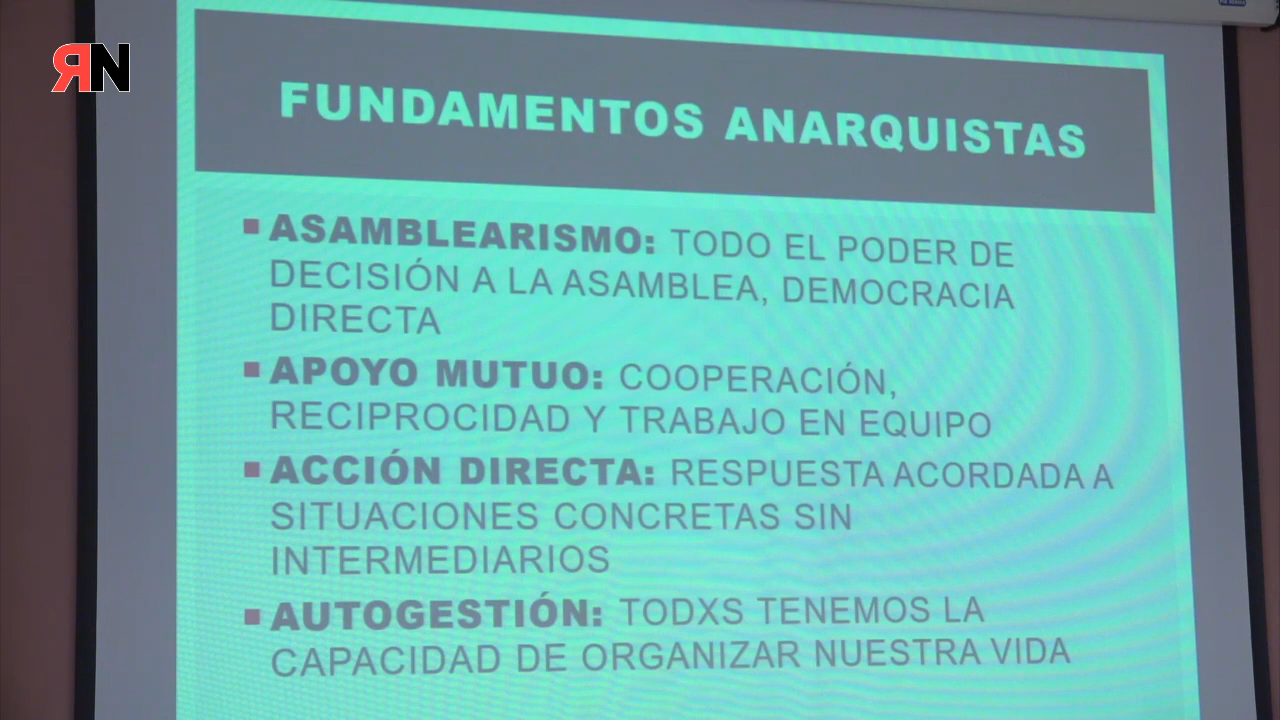 ЯN
FUNDAMENTOS ANARQUISTAS
ASAMBLEARISMO: TODO EL PODER DE
DECISIÓN A LA ASAMBLEA, DEMOCRACIA
DIRECTA
APOYO MUTUO: COOPERACIÓN,
RECIPROCIDAD Y TRABAJO EN EQUIPO
ACCIÓN DIRECTA: RESPUESTA ACORDADA A
SITUACIONES CONCRETAS SIN
INTERMEDIARIOS
AUTOGESTIÓN: TODXS TENEMOS LA
CAPACIDAD DE ORGANIZAR NUESTRA VIDA